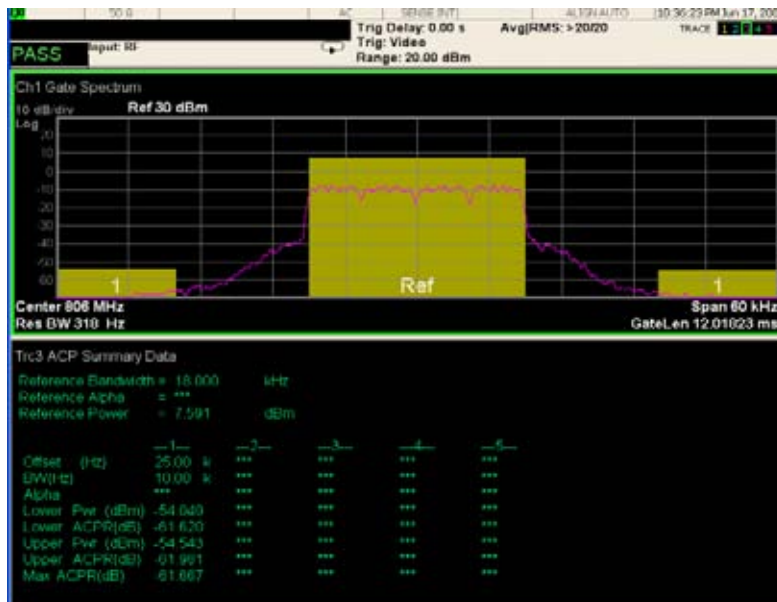 50 Ω AC SENSE:INT ALIGN AUTO 10:36:23 PM Jun 17, 200
Trig Delay: 0.00 s Avg|RMS: >20/20 TRACE 1 2 3 4 5
PASS Input: RF Trig: Video
Range: 20.00 dBm
Ch1 Gate Spectrum
10 dB/div Ref 30 dBm
Log
20
10
0
-10
-20
-30
-40
-50
-60
1 Ref 1
Center 806 MHz Span 60 kHz
Res BW 318 Hz GateLen 12.01823 ms
Trc3 ACP Summary Data
Reference Bandwidth = 18.000 kHz
Reference Alpha = ***
Reference Power = 7.591 dBm
---1--- ---2--- ---3--- ---4--- ---5---
Offset (Hz) 25.00 k *** *** *** ***
BW(Hz) 10.00 k *** *** *** ***
Alpha *** *** *** *** ***
Lower Pwr (dBm) -54.040 *** *** *** ***
Lower ACPR(dB) -61.620 *** *** *** ***
Upper Pwr (dBm) -54.543 *** *** *** ***
Upper ACPR(dB) *** *** *** ***
Max ACPR(dB) -61.667 *** *** *** ***